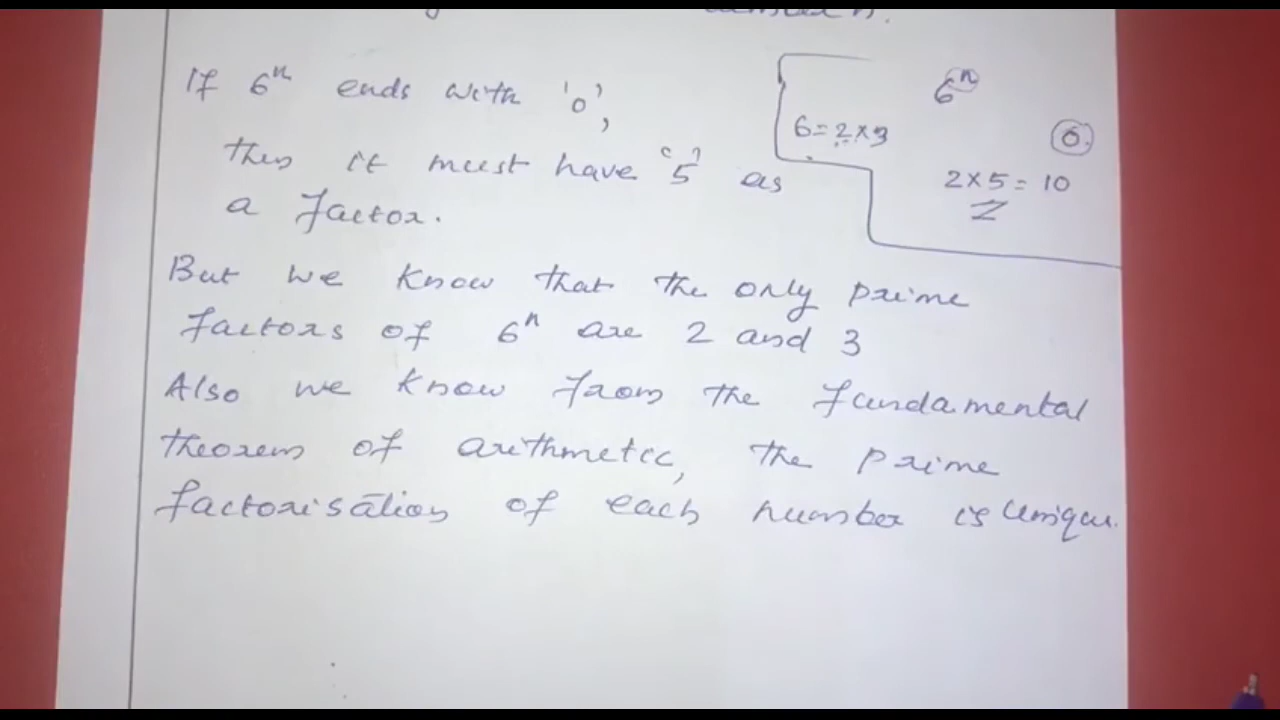 If 6ⁿ ends with '0',
then it must have '5' as
a factor.
6ⁿ
6=2×3
0.
2×5=10
But we know that the only prime
factors of 6ⁿ are 2 and 3
Also we know from the fundamental
theorem of arithmetic, the prime
factorisation of each number is unique.